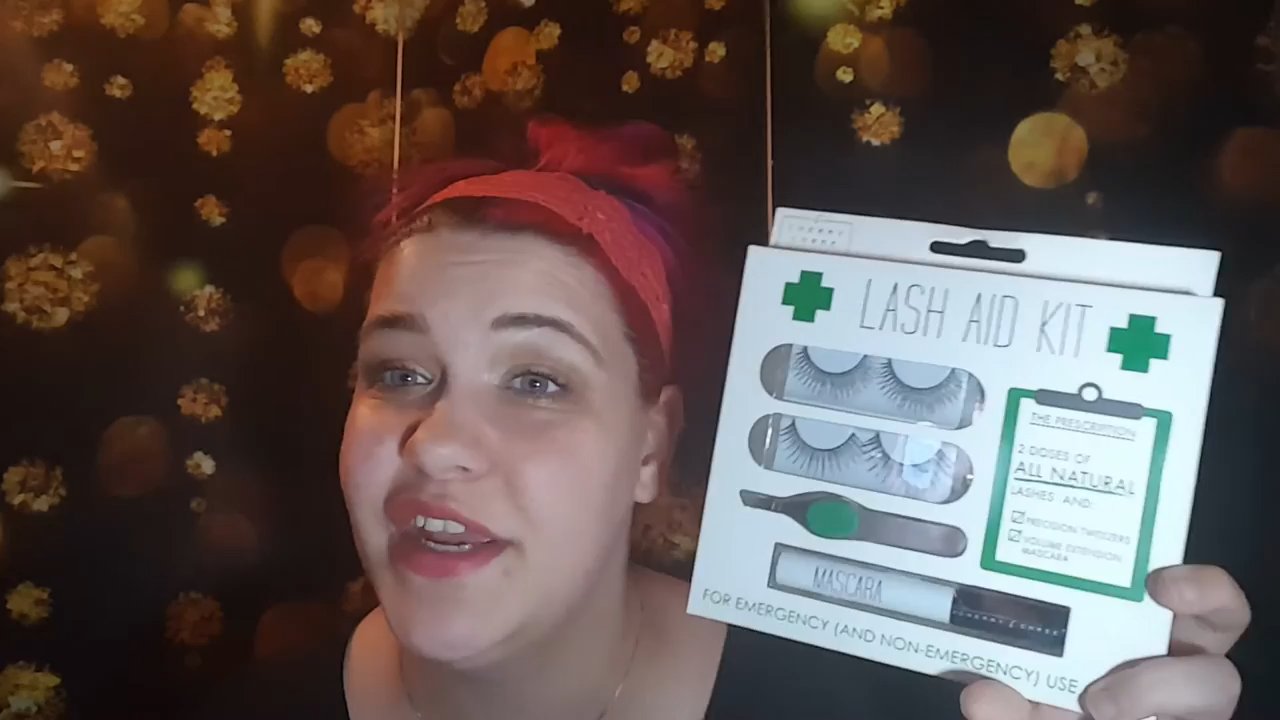 LASH AID KIT
THE PRESCRIPTION
2 DOSES OF
ALL NATURAL
LASHES AND:
PRECISION TWEEZERS
VOLUME EXTENSION
MASCARA
MASCARA
FOR EMERGENCY (AND NON-EMERGENCY) USE